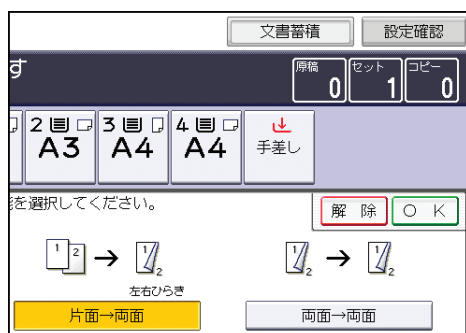 文書蓄積 設定確認
す 原稿 0 セット 1 コピー 0
2 A3 3 A4 4 A4 手差し
を選択してください。 解 除 O K
1 2 → 1 2 1 2 → 1 2
左右ひらき
片面→両面 両面→両面